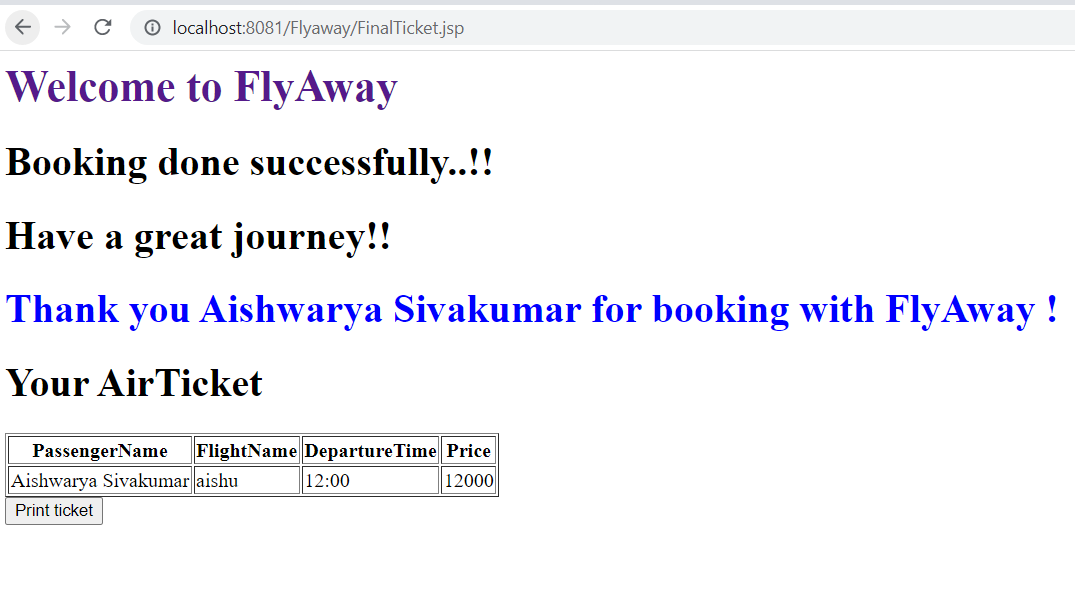 localhost:8081/Flyaway/FinalTicket.jsp
Welcome to FlyAway
Booking done successfully..!!
Have a great journey!!
Thank you Aishwarya Sivakumar for booking with FlyAway !
Your AirTicket
PassengerName FlightName DepartureTime Price
Aishwarya Sivakumar aishu 12:00 12000
Print ticket